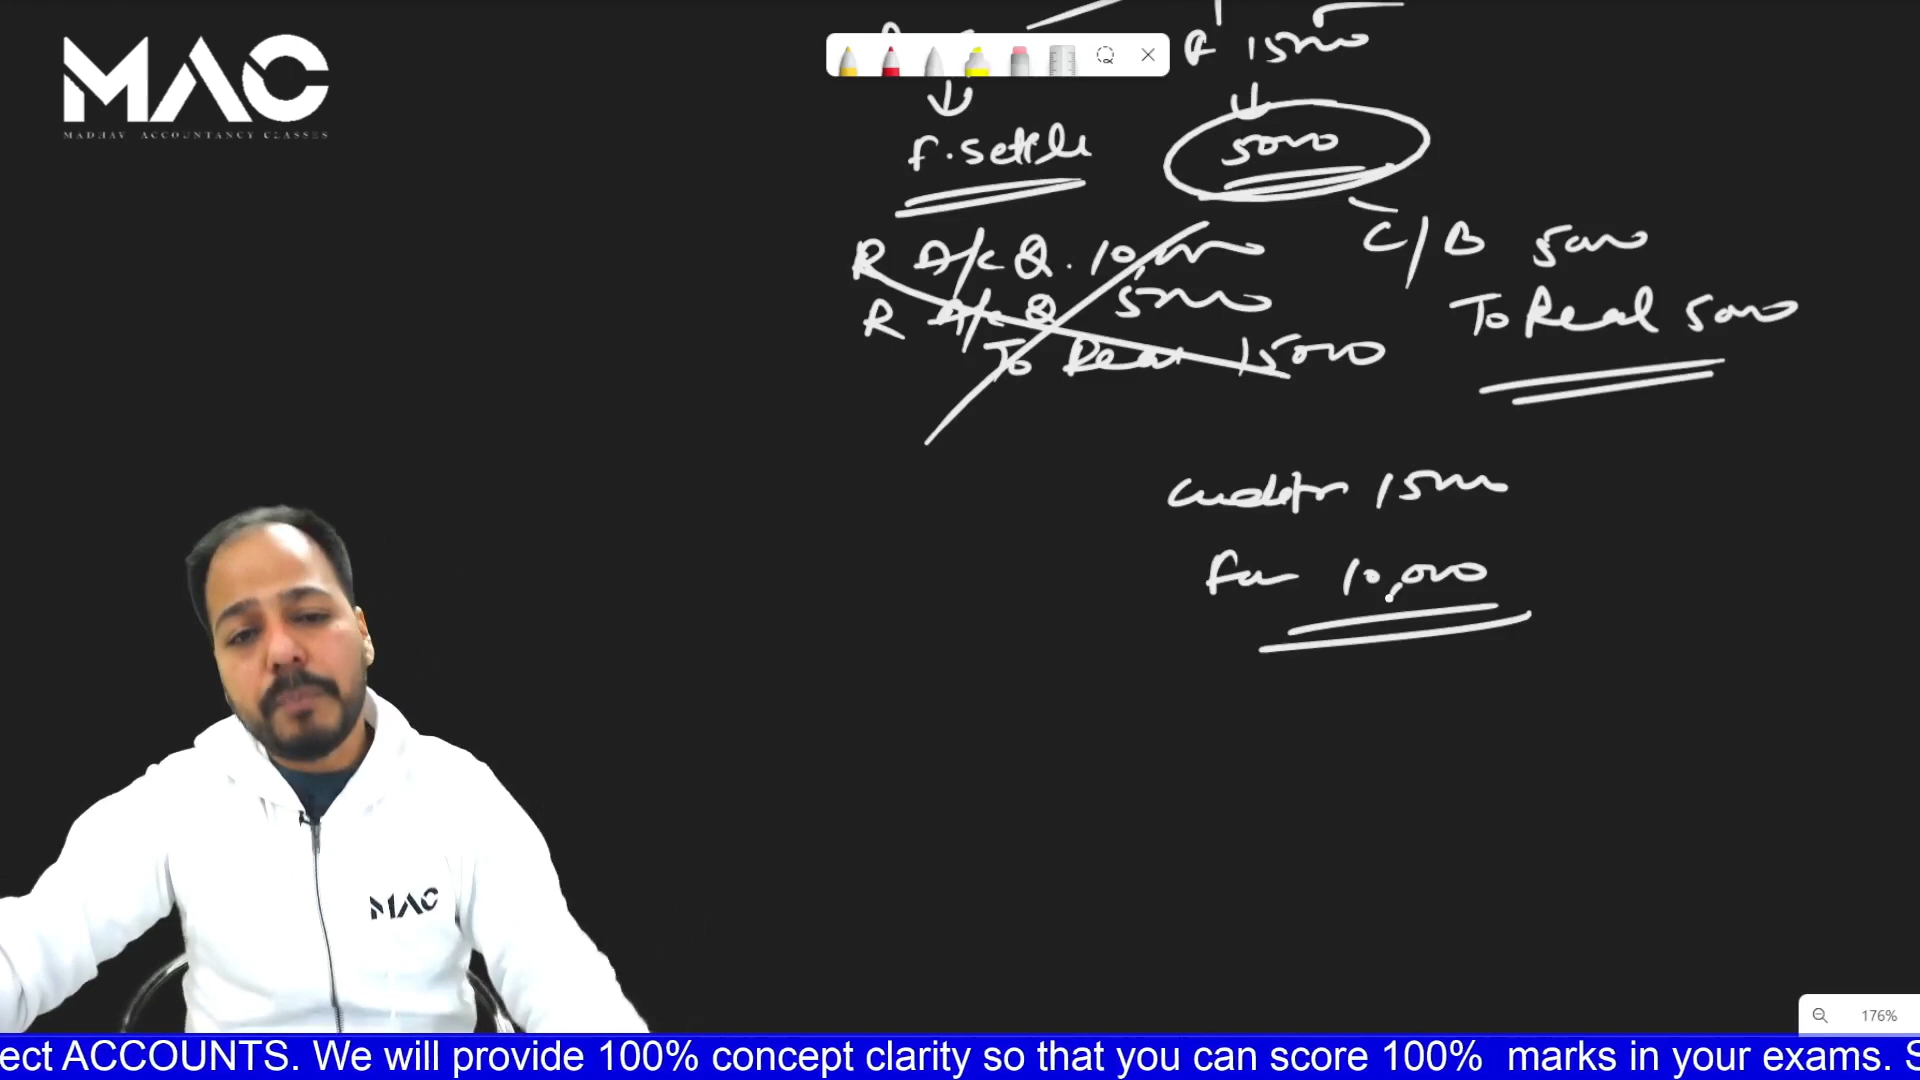 MAC
MADHAV ACCOUNTANCY CLASSES
15000
f. settle
5000
R A/c D. 10,000
C/B 5000
R A/c D 5000
To Real 5000
To Real 15000
creditor 15000
for 10,000
MAC
176%
ect ACCOUNTS. We will provide 100% concept clarity so that you can score 100% marks in your exams. S